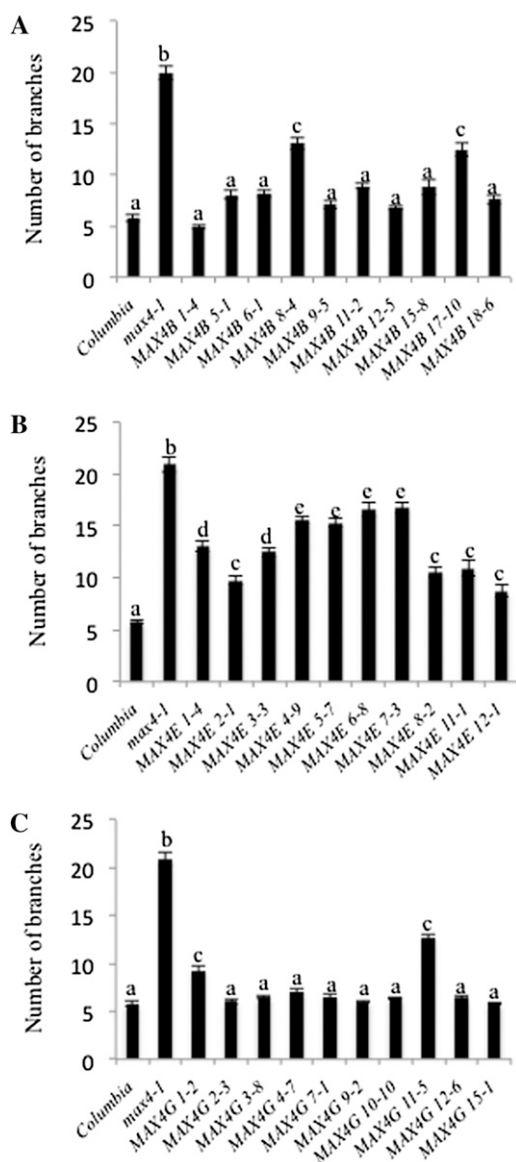 A
Number of branches
25
20
15
10
5
0
a b a a a c a a a a c a
Columbia
max4-1
MAX4B 1-4
MAX4B 5-1
MAX4B 6-1
MAX4B 8-4
MAX4B 9-5
MAX4B 11-2
MAX4B 12-5
MAX4B 15-8
MAX4B 17-10
MAX4B 18-6
B
Number of branches
25
20
15
10
5
0
a b d c d e e e e c c c
Columbia
max4-1
MAX4E 1-4
MAX4E 2-1
MAX4E 3-3
MAX4E 4-9
MAX4E 5-7
MAX4E 6-8
MAX4E 7-3
MAX4E 8-2
MAX4E 11-1
MAX4E 12-1
C
Number of branches
25
20
15
10
5
0
a b c a a a a a a c a a
Columbia
max4-1
MAX4G 1-2
MAX4G 2-3
MAX4G 3-8
MAX4G 4-7
MAX4G 7-1
MAX4G 9-2
MAX4G 10-10
MAX4G 11-5
MAX4G 12-6
MAX4G 15-1